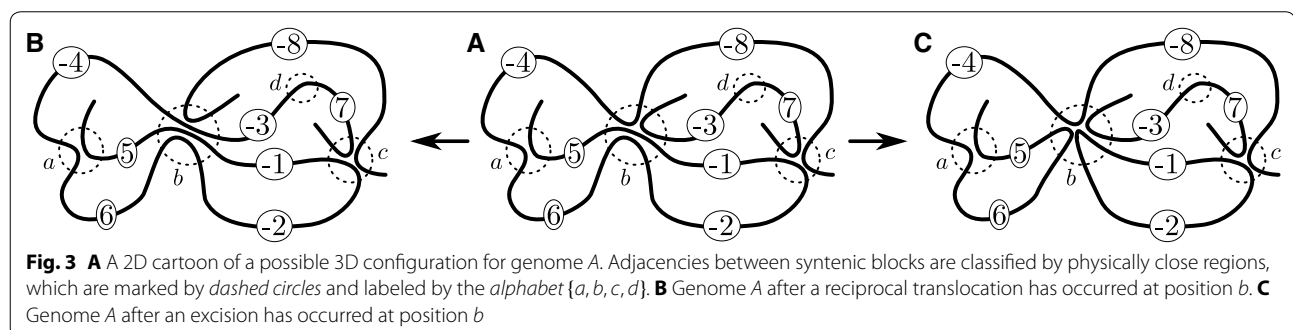 B
-4
-8
d
7
-3
5
a
b
-1
c
6
-2
A
-4
-8
d
7
-3
5
a
b
-1
c
6
-2
C
-4
-8
d
7
-3
5
a
b
-1
c
6
-2
Fig. 3 A A 2D cartoon of a possible 3D configuration for genome A. Adjacencies between syntenic blocks are classified by physically close regions,
which are marked by dashed circles and labeled by the alphabet {a, b, c, d}. B Genome A after a reciprocal translocation has occurred at position b. C
Genome A after an excision has occurred at position b